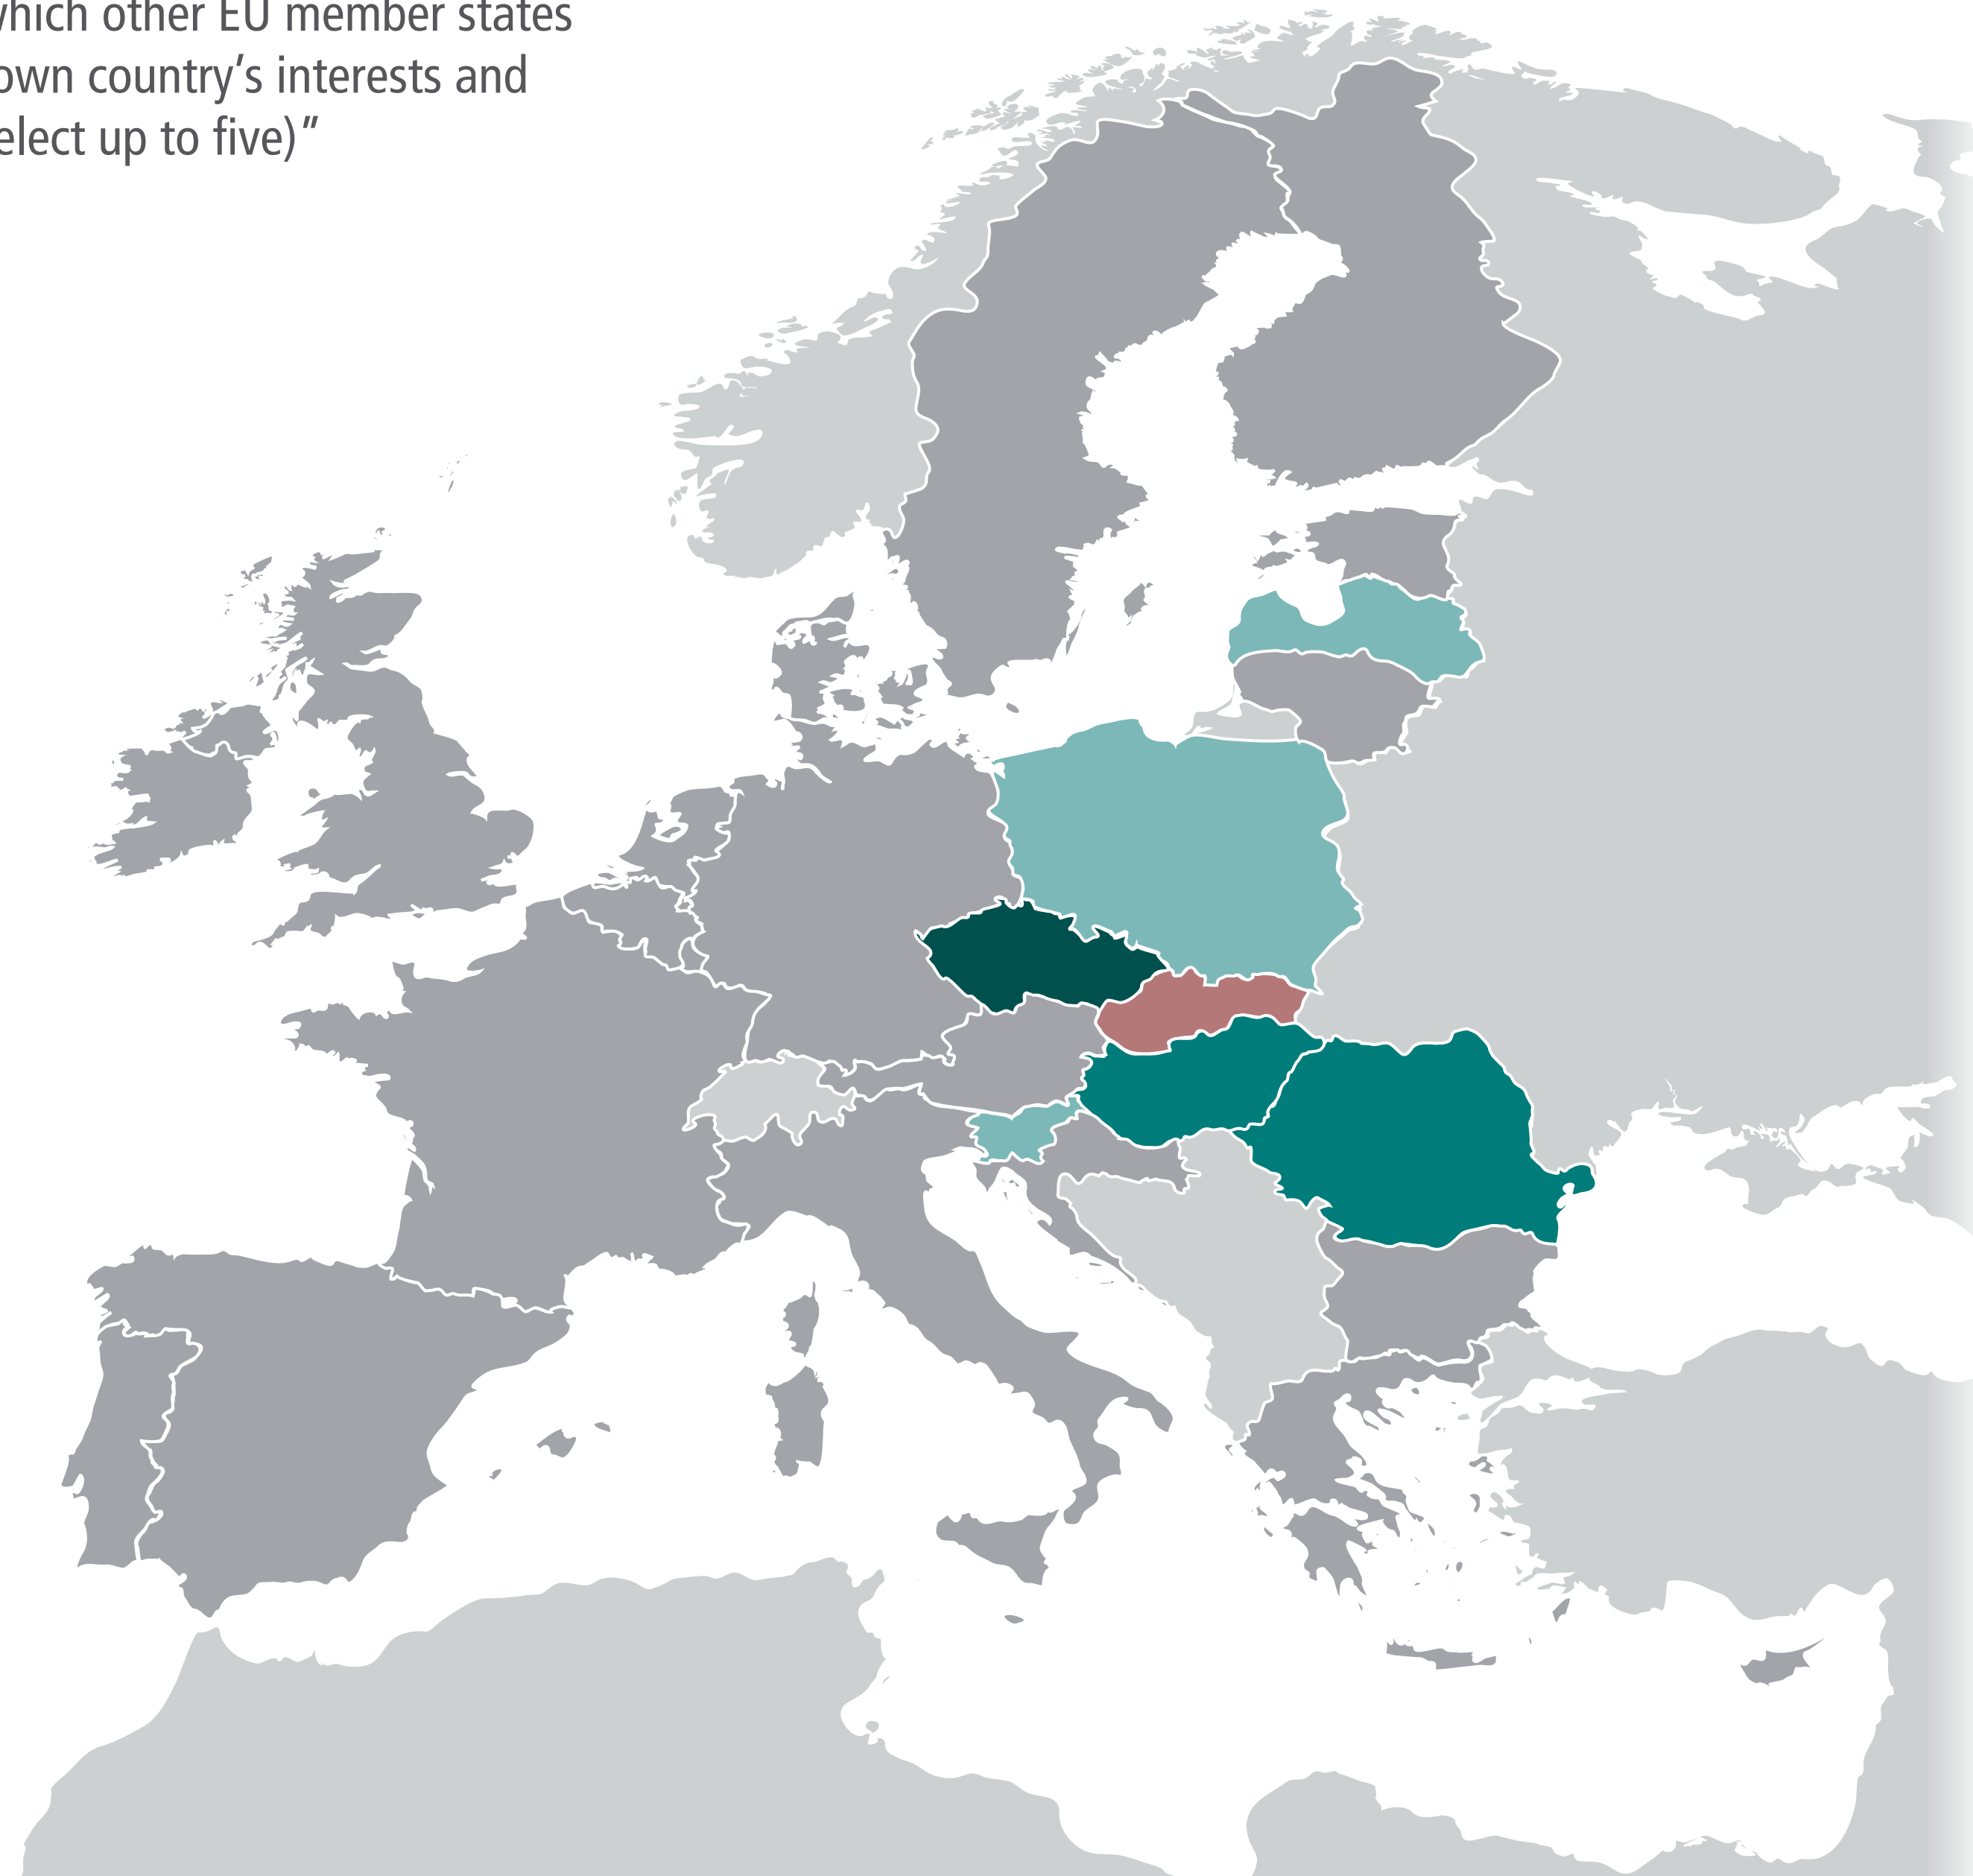 which other EU member states
own country’s interests and
elect up to five)“